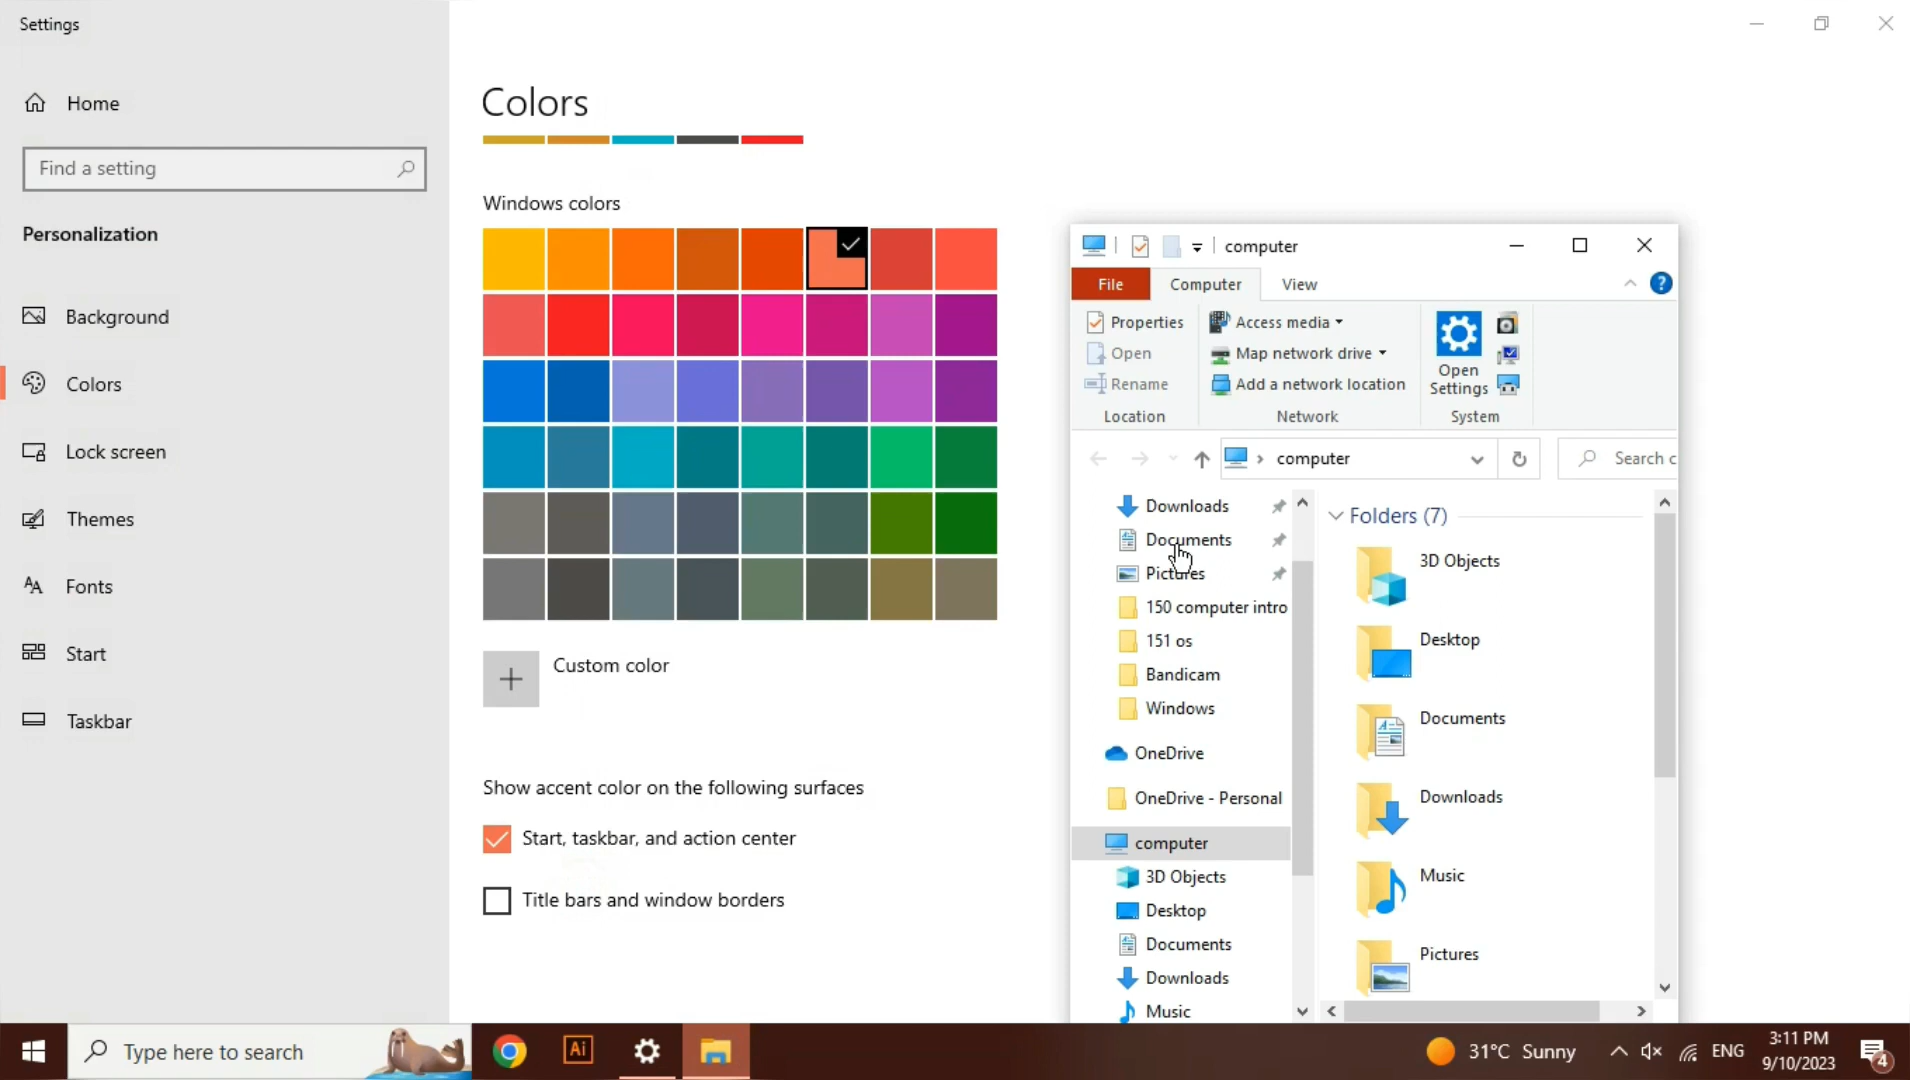 Settings
Home
Find a setting
Personalization
Background
Colors
Lock screen
Themes
Fonts
Start
Taskbar
Colors
Windows colors
Custom color
Show accent color on the following surfaces
Start, taskbar, and action center
Title bars and window borders
computer
File Computer View
Properties
Open
Rename
Location
Access media
Map network drive
Add a network location
Network
Open
Settings
System
computer
Search c
Downloads
Documents
Pictures
150 computer intro
151 os
Bandicam
Windows
OneDrive
OneDrive - Personal
computer
3D Objects
Desktop
Documents
Downloads
Music
Folders (7)
3D Objects
Desktop
Documents
Downloads
Music
Pictures
Type here to search
Ai
31°C Sunny
ENG
3:11 PM
9/10/2023
4